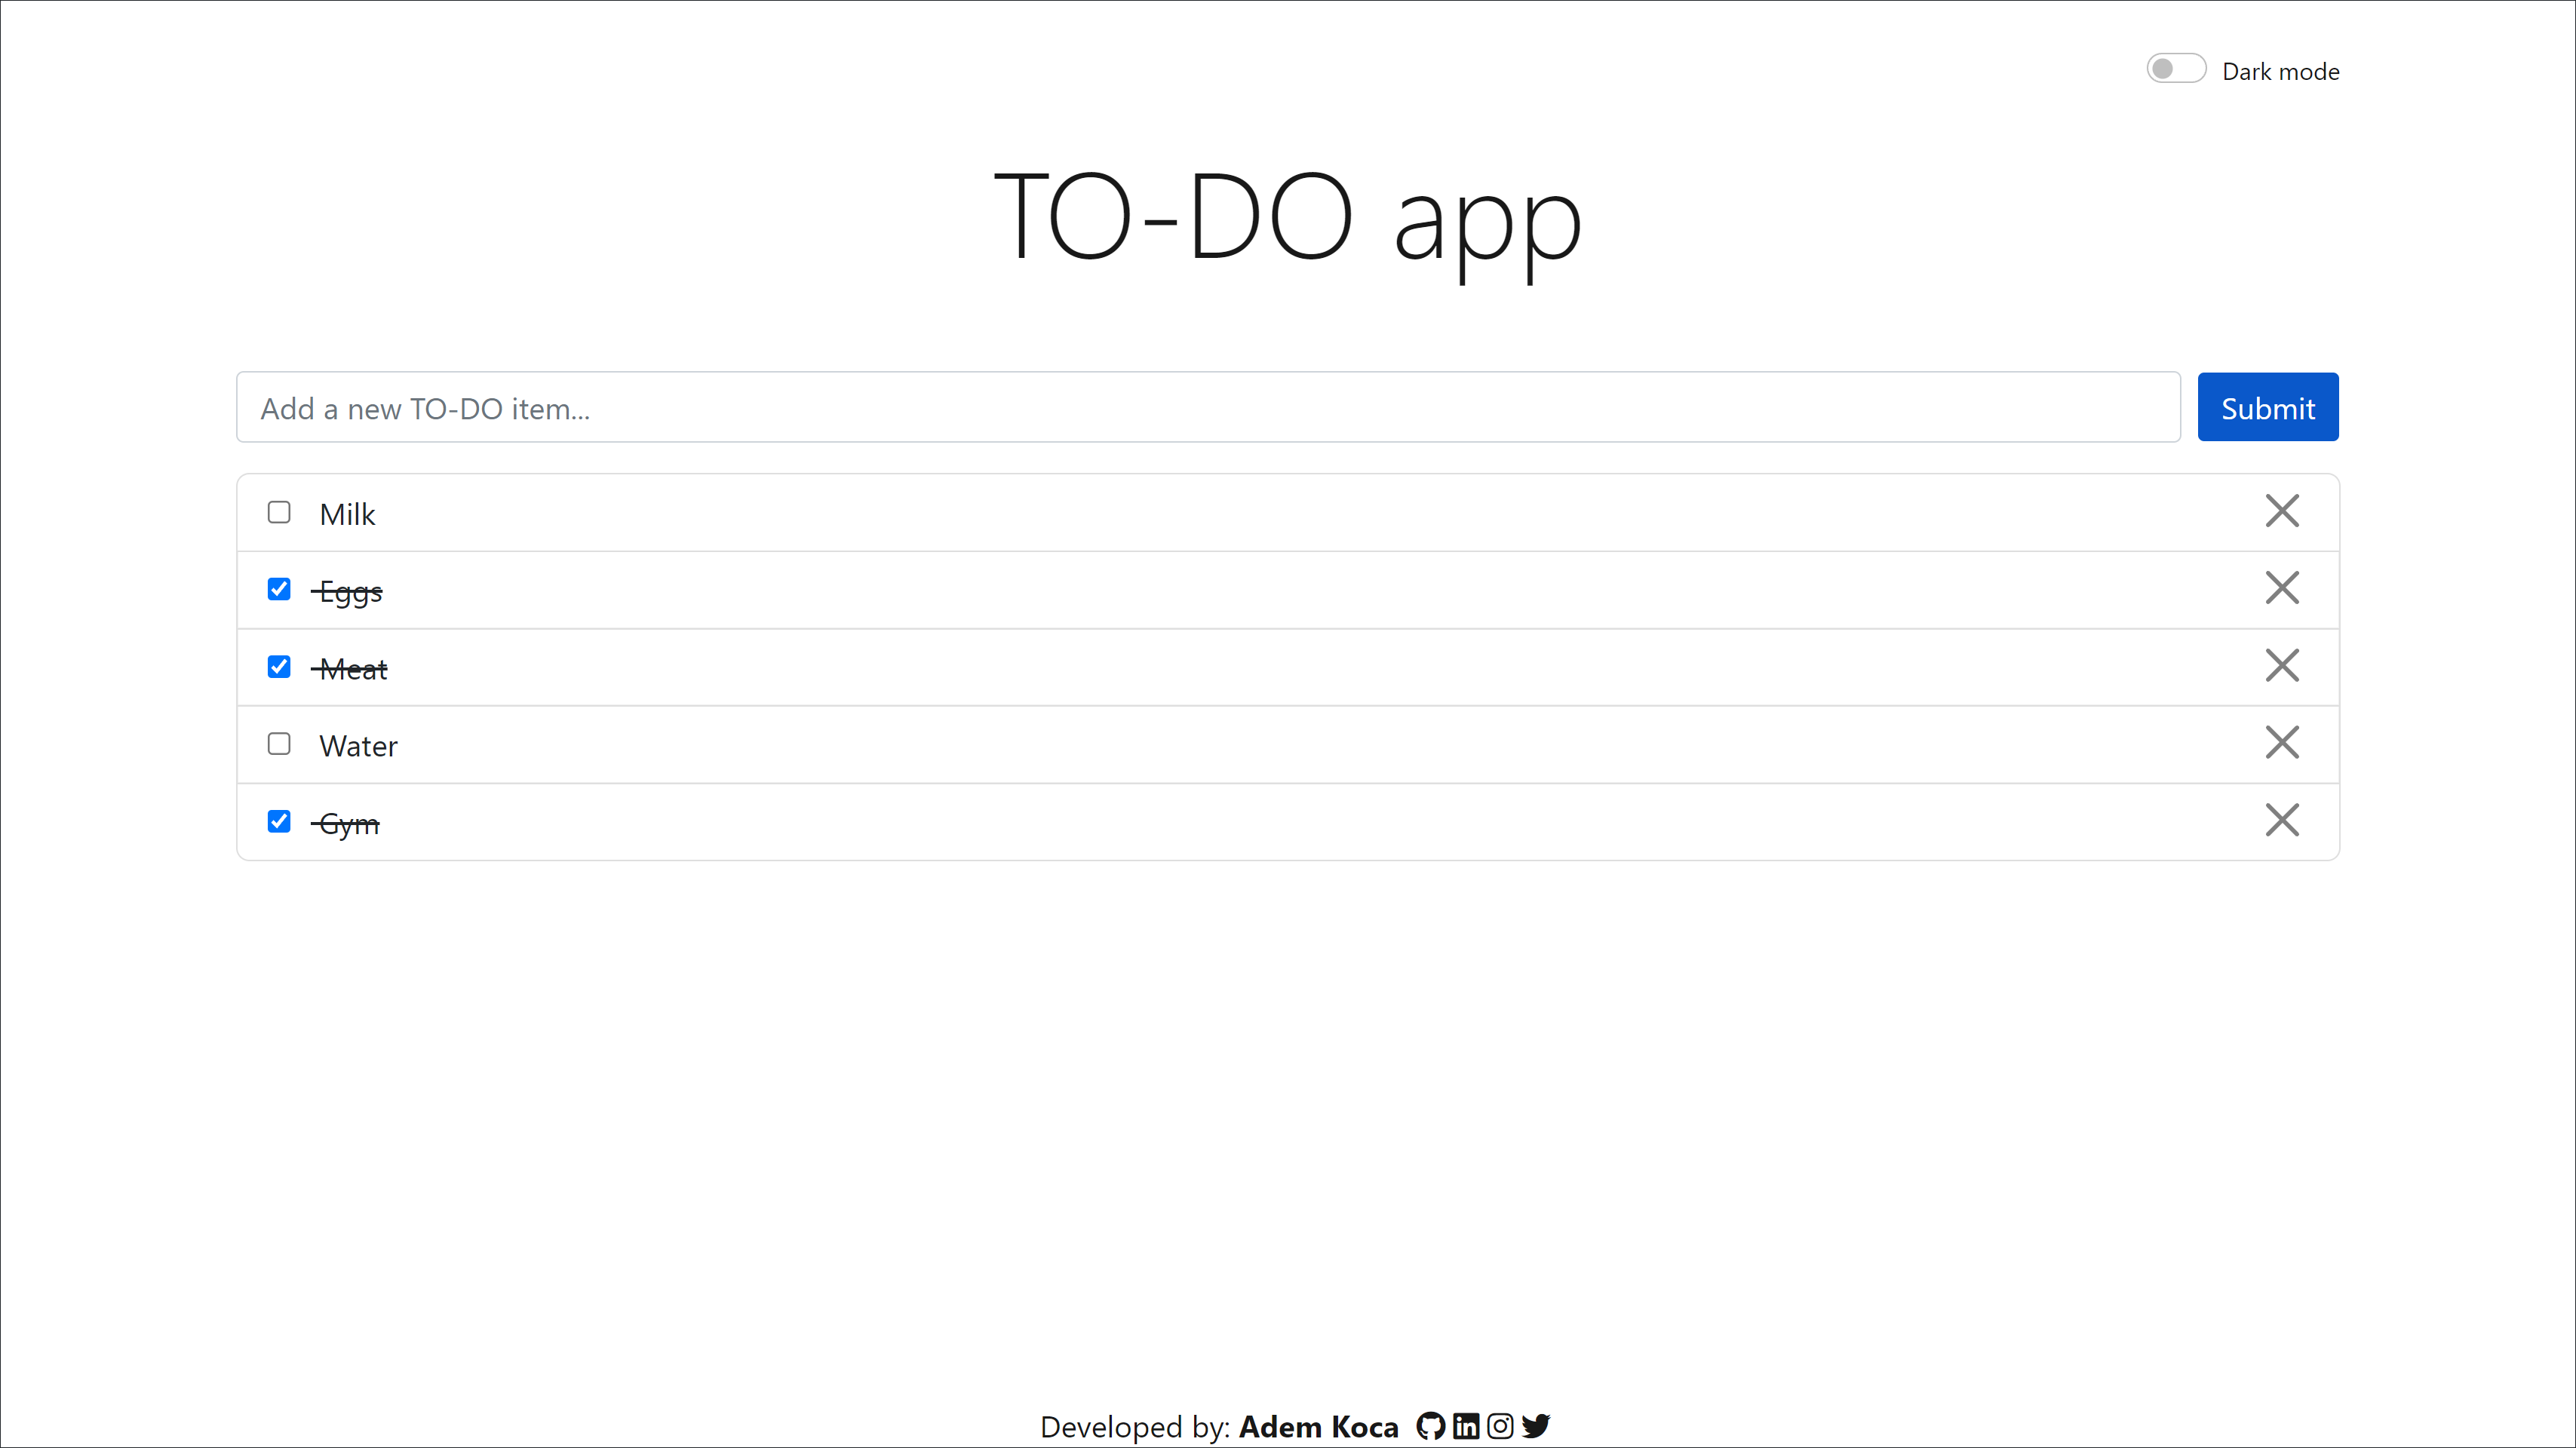 Dark mode
TO-DO app
Add a new TO-DO item...
Submit
Milk
Eggs
Meat
Water
Gym
Developed by: Adem Koca